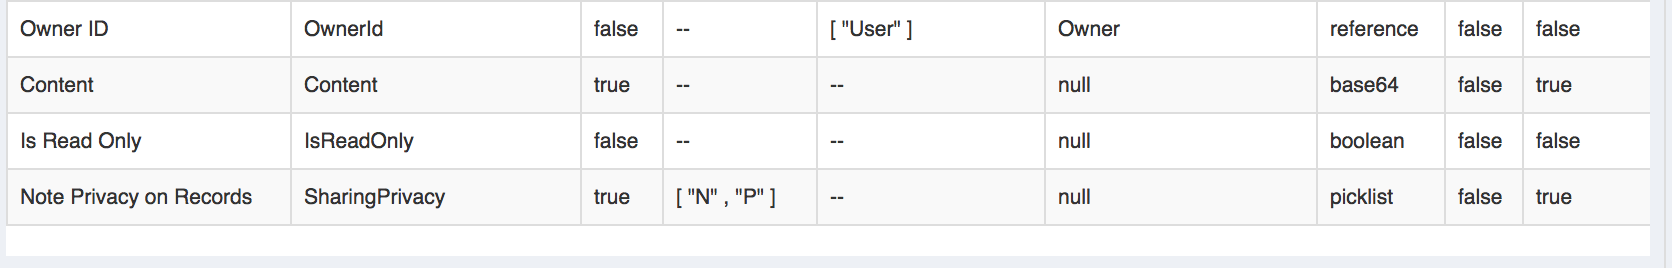 Owner ID OwnerId false -- [ "User" ] Owner reference false false
Content Content true -- -- null base64 false true
Is Read Only IsReadOnly false -- -- null boolean false false
Note Privacy on Records SharingPrivacy true [ "N" , "P" ] -- null picklist false true